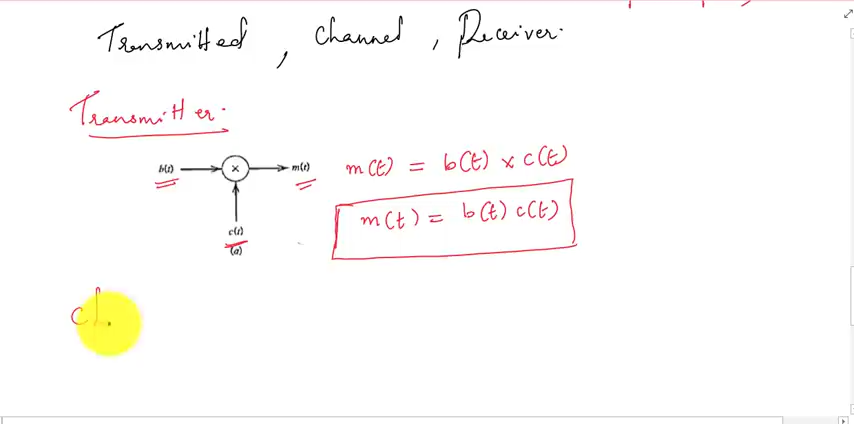 Transmitted , Channel , Receiver.
Transmitter.
b(t) × m(t) m(t) = b(t) × c(t)
m(t) = b(t) c(t)
c(t)
(a)